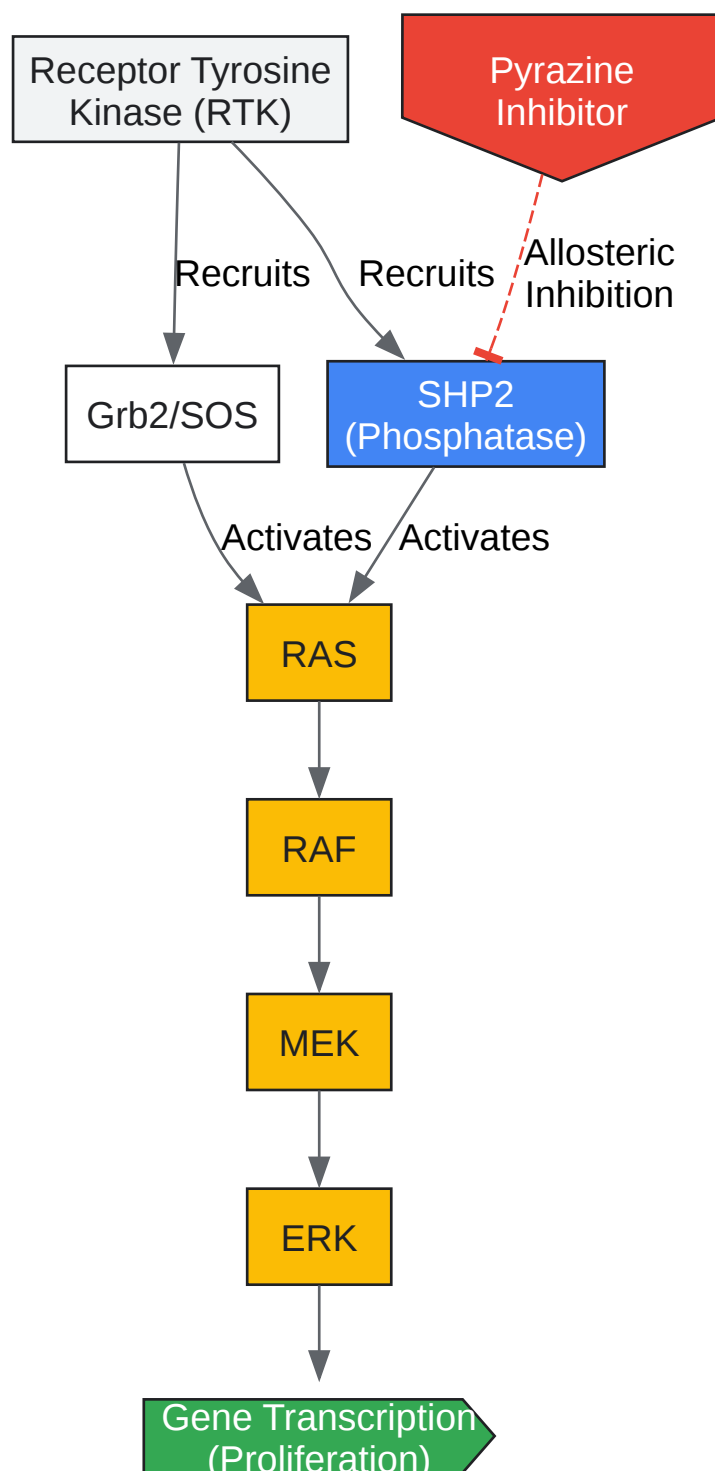 Receptor Tyrosine
Kinase (RTK)
Pyrazine
Inhibitor
Recruits
Recruits
Allosteric
Inhibition
Grb2/SOS
SHP2
(Phosphatase)
Activates
Activates
RAS
RAF
MEK
ERK
Gene Transcription
(Proliferation)